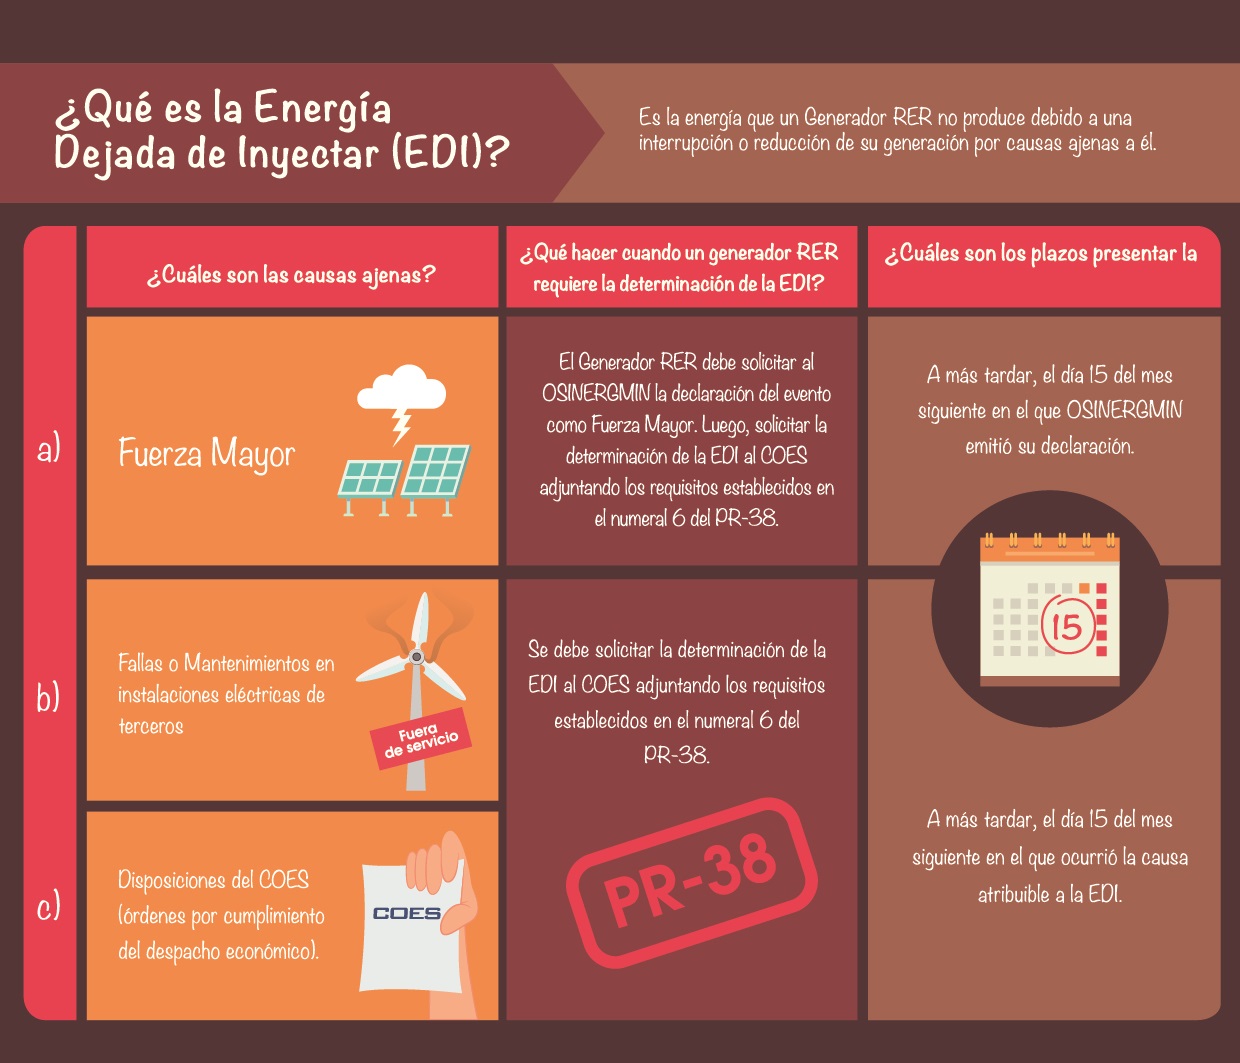 ¿Qué es la Energía
Dejada de Inyectar (EDI)?
Es la energía que un Generador RER no produce debido a una
interrupción o reducción de su generación por causas ajenas a él.
¿Cuáles son las causas ajenas?
¿Qué hacer cuando un generador RER
requiere la determinación de la EDI?
¿Cuáles son los plazos presentar la
a)
Fuerza Mayor
El Generador RER debe solicitar al
OSINERGMIN la declaración del evento
como Fuerza Mayor. Luego, solicitar la
determinación de la EDI al COES
adjuntando los requisitos establecidos en
el numeral 6 del PR-38.
A más tardar, el día 15 del mes
siguiente en el que OSINERGMIN
emitió su declaración.
15
b)
Fallas o Mantenimientos en
instalaciones eléctricas de
terceros
Fuera
de servicio
Se debe solicitar la determinación de la
EDI al COES adjuntando los requisitos
establecidos en el numeral 6 del
PR-38.
PR-38
A más tardar, el día 15 del mes
siguiente en el que ocurrió la causa
atribuible a la EDI.
c)
Disposiciones del COES
(órdenes por cumplimiento
del despacho económico).
COES